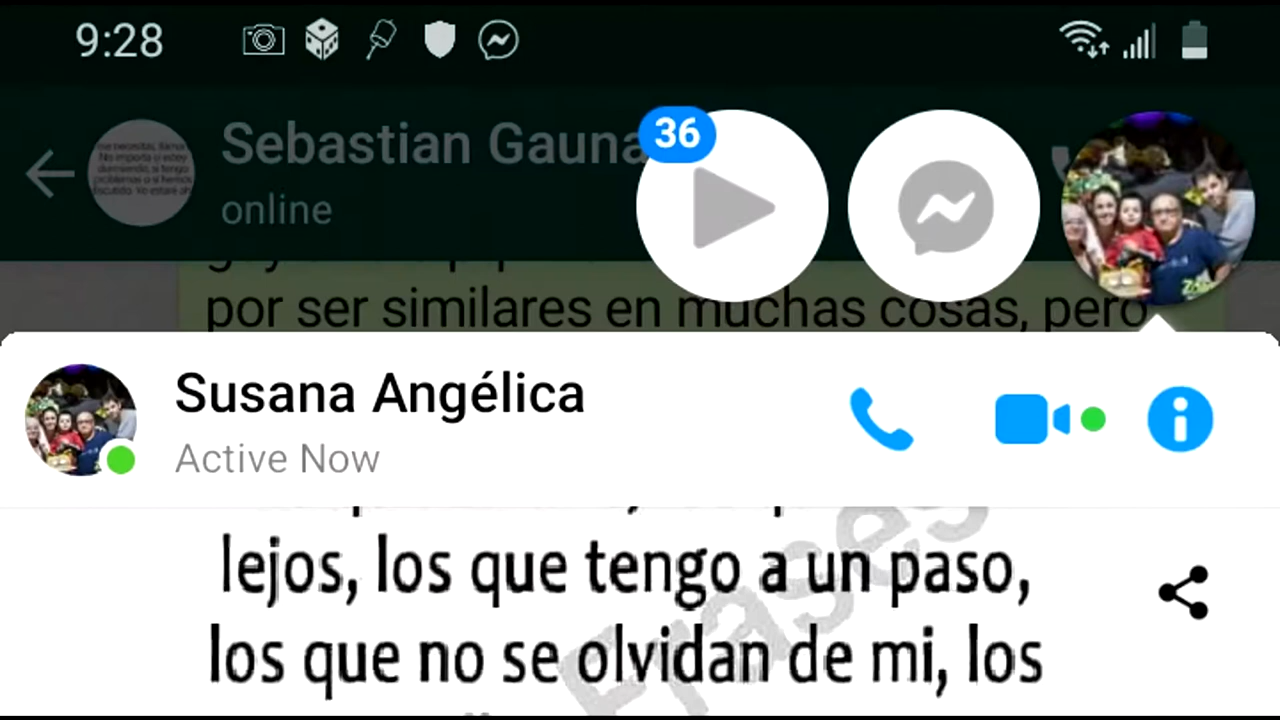 9:28
Sebastian Gauna
online
36
por ser similares en muchas cosas, pero
Susana Angélica
Active Now
lejos, los que tengo a un paso,
los que no se olvidan de mi, los
Frases